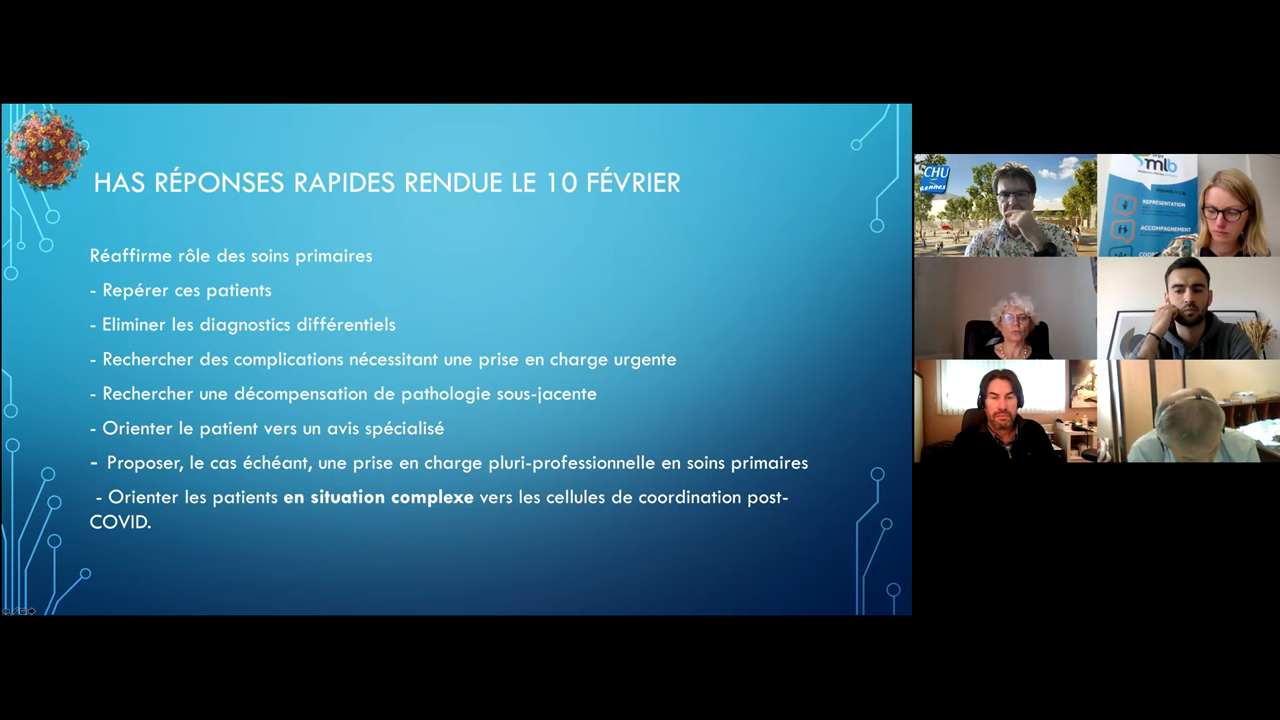 HAS RÉPONSES RAPIDES RENDUE LE 10 FÉVRIER
Réaffirme rôle des soins primaires
- Repérer ces patients
- Eliminer les diagnostics différentiels
- Rechercher des complications nécessitant une prise en charge urgente
- Rechercher une décompensation de pathologie sous-jacente
- Orienter le patient vers un avis spécialisé
- Proposer, le cas échéant, une prise en charge pluri-professionnelle en soins primaires
- Orienter les patients en situation complexe vers les cellules de coordination post-
COVID.
CHU
Rennes
mlb
REPRÉSENTATION
ACCOMPAGNEMENT